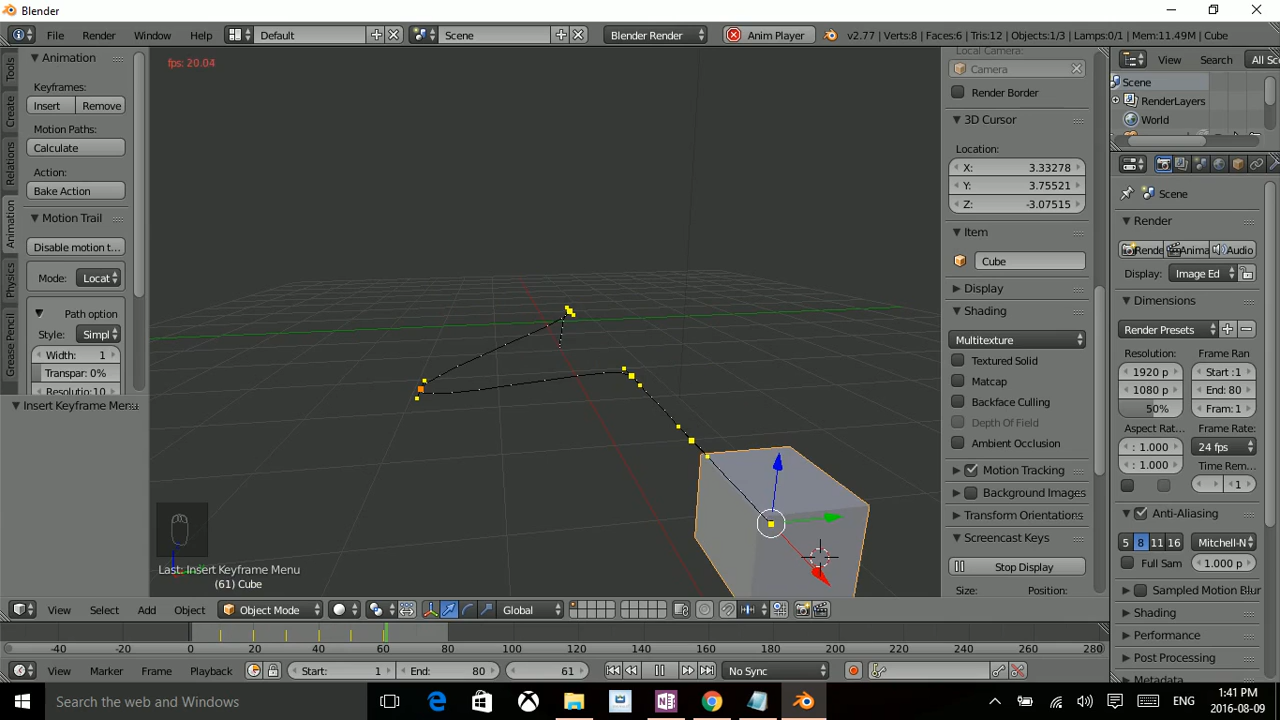 Blender
File Render Window Help Default Scene Blender Render Anim Player v2.77 | Verts:8 | Faces:6 | Tris:12 | Objects:1/3 | Lamps:0/1 | Mem:11.49M | Cube
Tools
Create
Relations
Animation
Physics
Grease Pencil
Animation
Keyframes:
Insert Remove
Motion Paths:
Calculate
Action:
Bake Action
Motion Trail
Disable motion t...
Mode: Locat
Path option
Style: Simpl
Width: 1
Transpar: 0%
Resolutio:10
Insert Keyframe Menu
fps: 20.04
Last: Insert Keyframe Menu
(61) Cube
Local Camera:
Camera
Render Border
3D Cursor
Location:
X: 3.33278
Y: 3.75521
Z: -3.07515
Item
Cube
Display
Shading
Multitexture
Textured Solid
Matcap
Backface Culling
Depth Of Field
Ambient Occlusion
Motion Tracking
Background Images
Transform Orientations
Screencast Keys
Stop Display
Size: Position:
View Search All Sc
Scene
RenderLayers
World
Scene
Render
Rende Anima Audio
Display: Image Ed
Dimensions
Render Presets
Resolution: Frame Ran
1920 p Start :1
1080 p End: 80
50% Fram: 1
Aspect Rat... Frame Rate:
: 1.000 24 fps
: 1.000 Time Rem...
1
Anti-Aliasing
5 8 11 16 Mitchell-N
Full Sam 1.000 p
Sampled Motion Blur
Shading
Performance
Post Processing
Metadata
View Select Add Object Object Mode Global
-40 -20 0 20 40 60 80 100 120 140 160 180 200 220 240 260 280
View Marker Frame Playback Start: 1 End: 80 61 No Sync
Search the web and Windows
ENG
1:41 PM
2016-08-09